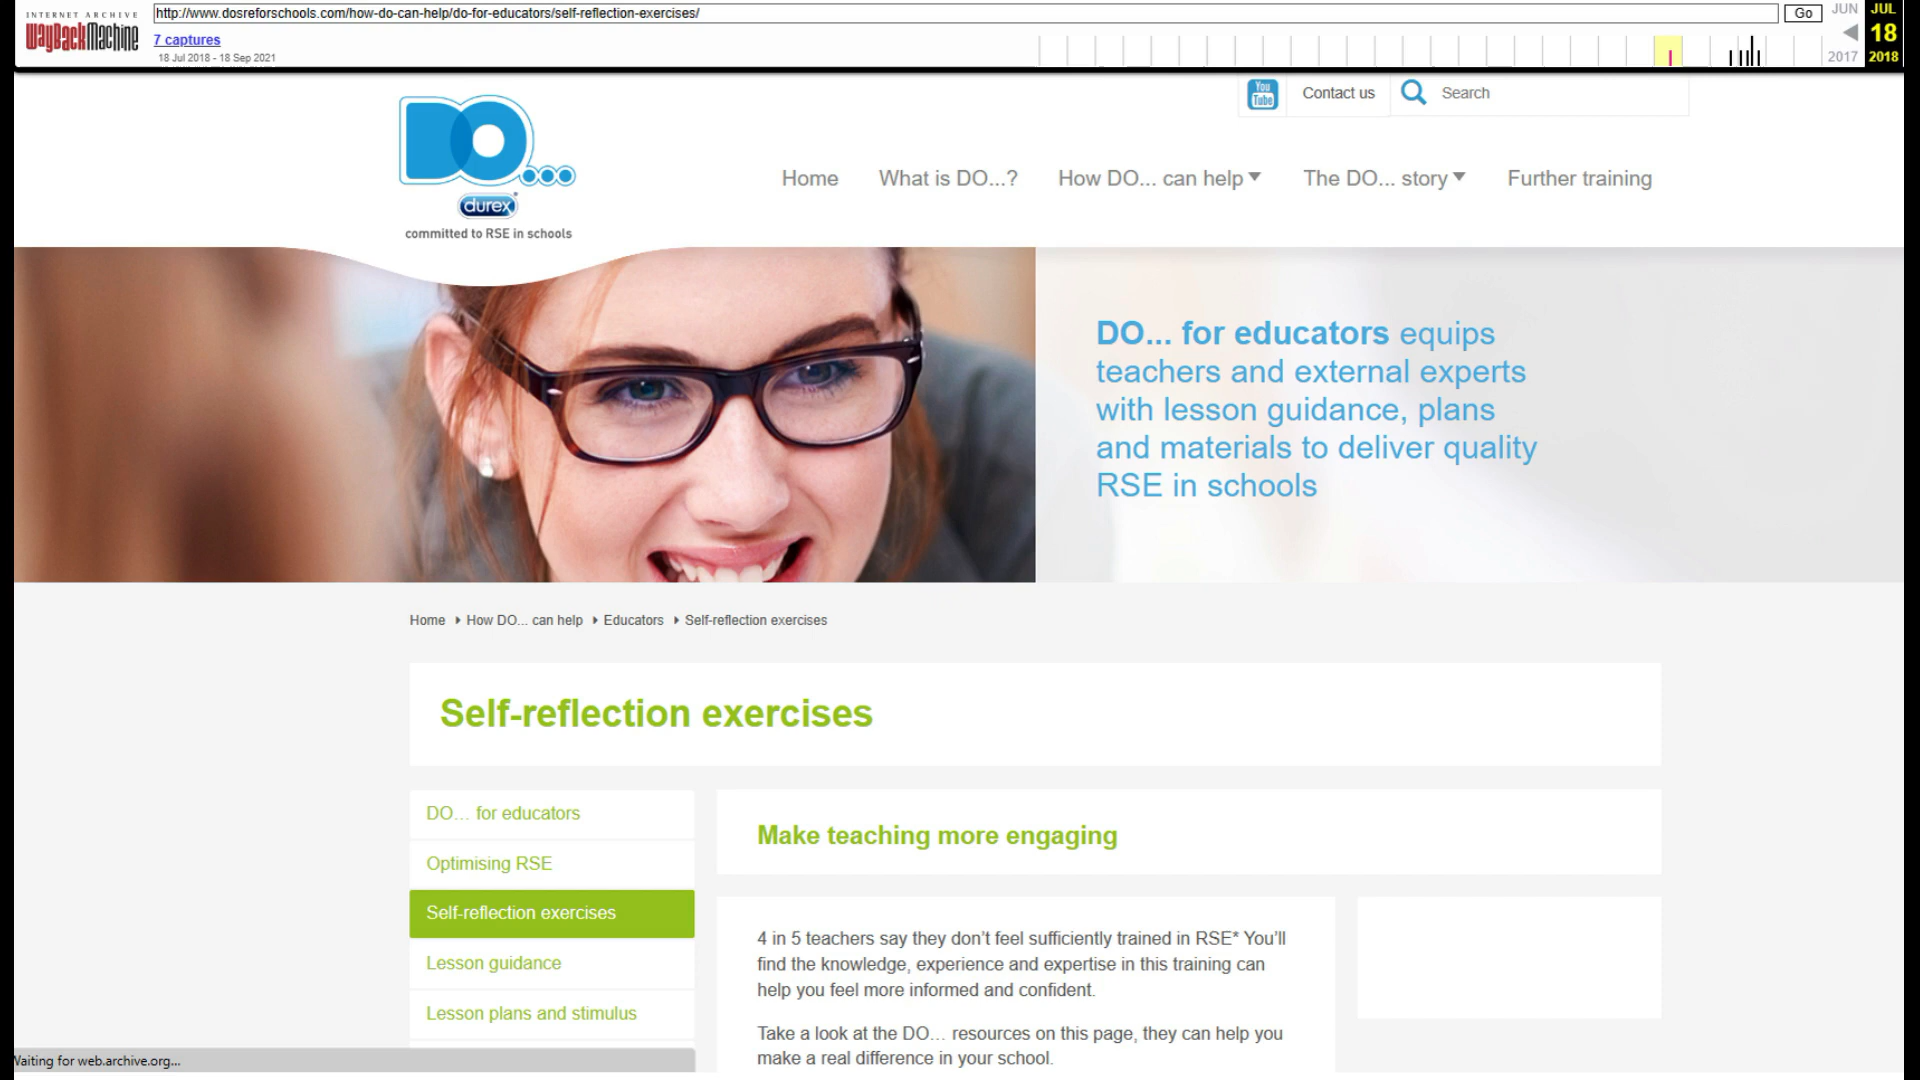 INTERNET ARCHIVE
WayBackMachine
http://www.dosreforschools.com/how-do-can-help/do-for-educators/self-reflection-exercises/
Go
JUN
JUL
7 captures
18
18 Jul 2018 - 18 Sep 2021
2017
2018
You
Tube
Contact us
Search
DO...
durex
committed to RSE in schools
Home
What is DO...?
How DO... can help
The DO... story
Further training
DO... for educators equips
teachers and external experts
with lesson guidance, plans
and materials to deliver quality
RSE in schools
Home
How DO... can help
Educators
Self-reflection exercises
Self-reflection exercises
DO... for educators
Optimising RSE
Self-reflection exercises
Lesson guidance
Lesson plans and stimulus
Make teaching more engaging
4 in 5 teachers say they don’t feel sufficiently trained in RSE* You’ll
find the knowledge, experience and expertise in this training can
help you feel more informed and confident.
Take a look at the DO… resources on this page, they can help you
make a real difference in your school.
Waiting for web.archive.org...